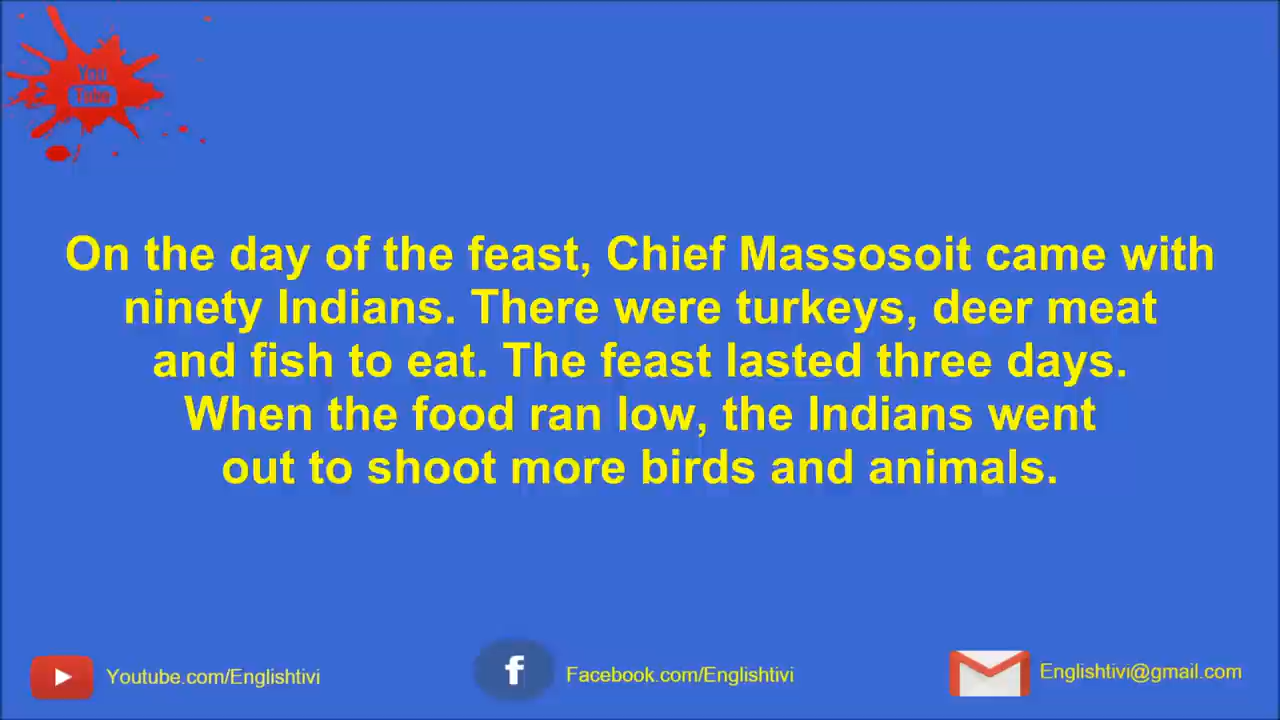 You
Tube
On the day of the feast, Chief Massosoit came with
ninety Indians. There were turkeys, deer meat
and fish to eat. The feast lasted three days.
When the food ran low, the Indians went
out to shoot more birds and animals.
Youtube.com/Englishtivi
f
Facebook.com/Englishtivi
Englishtivi@gmail.com